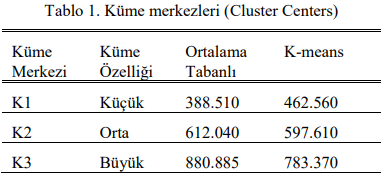 Tablo 1. Küme merkezleri (Cluster Centers)
Küme Merkezi Küme Özelliği Ortalama Tabanlı K-means
K1 Küçük 388.510 462.560
K2 Orta 612.040 597.610
K3 Büyük 880.885 783.370